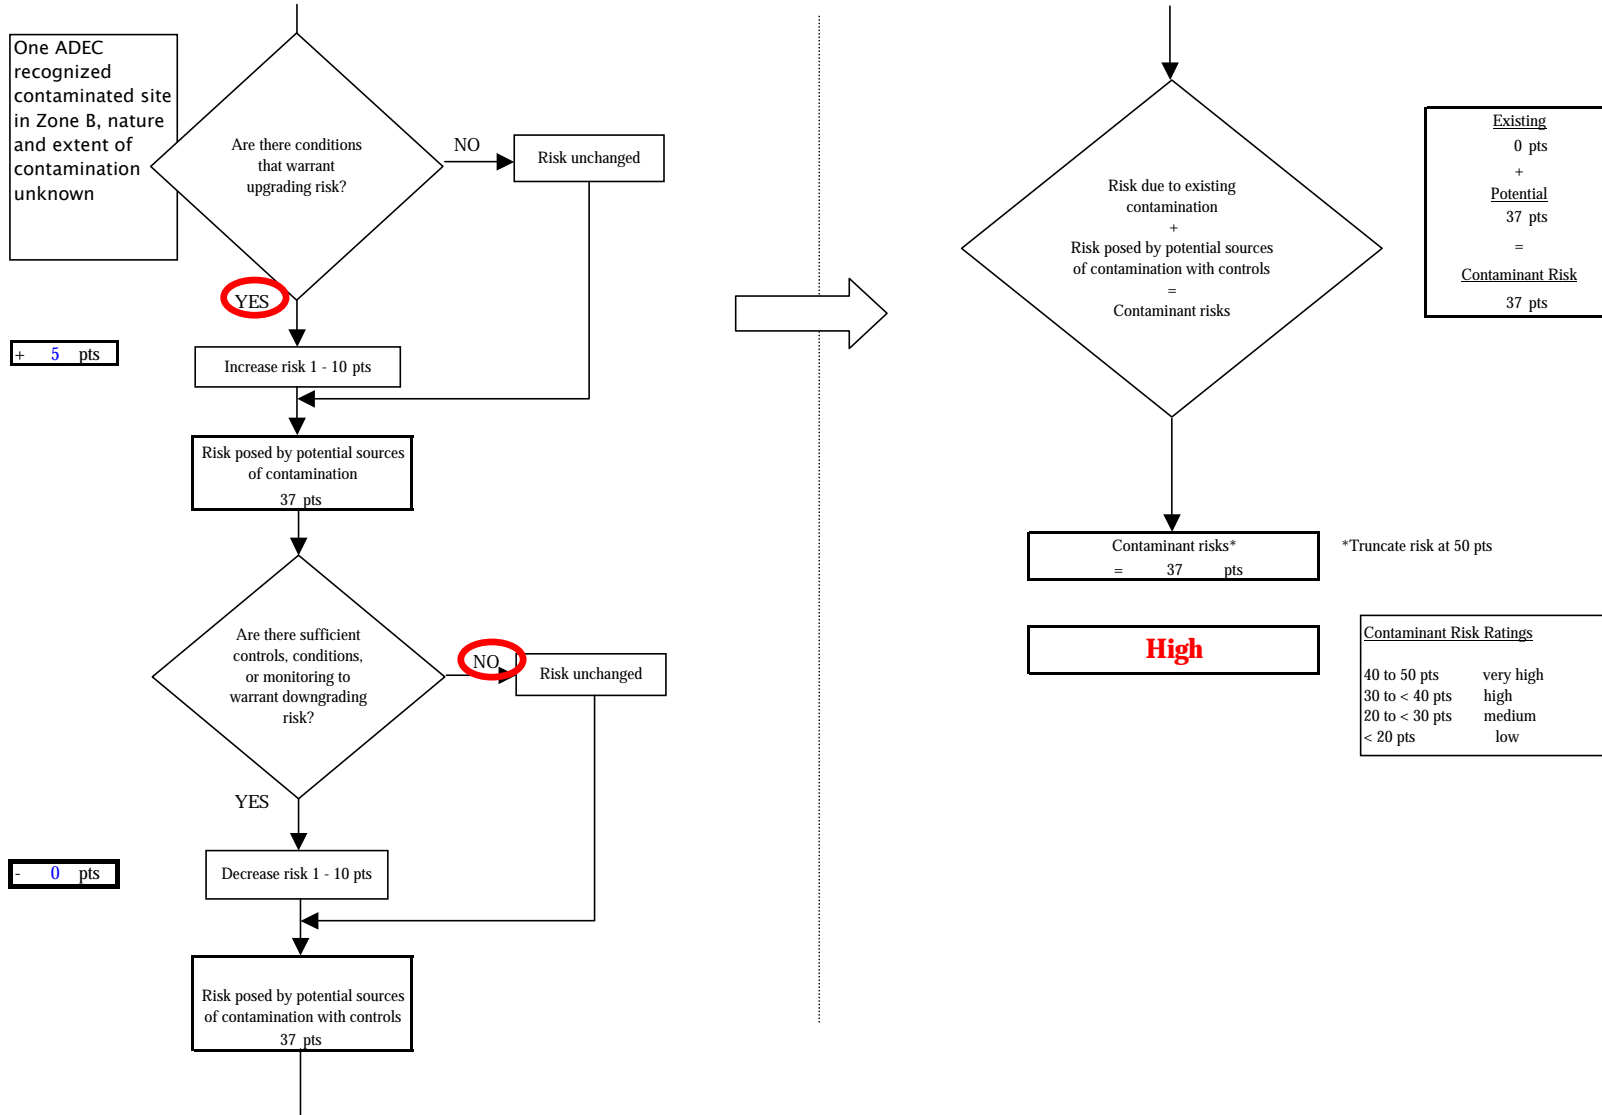 One ADEC
recognized
contaminated site
in Zone B, nature
and extent of
contamination
unknown
Are there conditions
that warrant
upgrading risk?
NO
Risk unchanged
YES
+ 5 pts
Increase risk 1 - 10 pts
Risk posed by potential sources
of contamination
37 pts
Are there sufficient
controls, conditions,
or monitoring to
warrant downgrading
risk?
NO
Risk unchanged
YES
- 0 pts
Decrease risk 1 - 10 pts
Risk posed by potential sources
of contamination with controls
37 pts
Risk due to existing
contamination
+
Risk posed by potential sources
of contamination with controls
=
Contaminant risks
Existing
0 pts
+
Potential
37 pts
=
Contaminant Risk
37 pts
Contaminant risks*
= 37 pts
*Truncate risk at 50 pts
High
Contaminant Risk Ratings
40 to 50 pts very high
30 to < 40 pts high
20 to < 30 pts medium
< 20 pts low